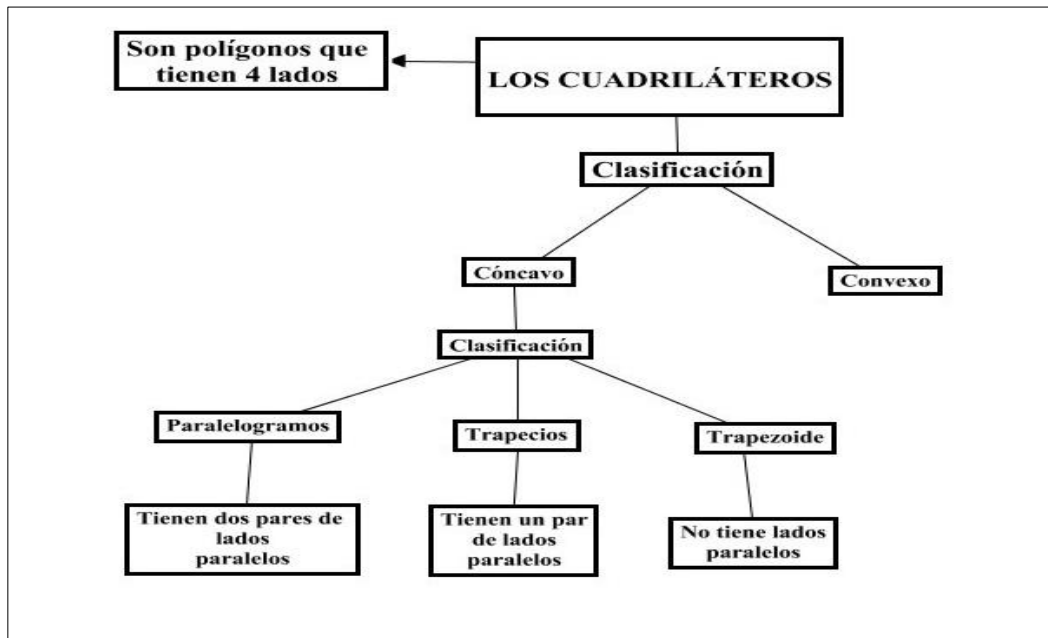 Son polígonos que
tienen 4 lados
LOS CUADRILÁTEROS
Clasificación
Cóncavo
Convexo
Clasificación
Paralelogramos
Trapecios
Trapezoide
Tienen dos pares de
lados
paralelos
Tienen un par
de lados
paralelos
No tiene lados
paralelos